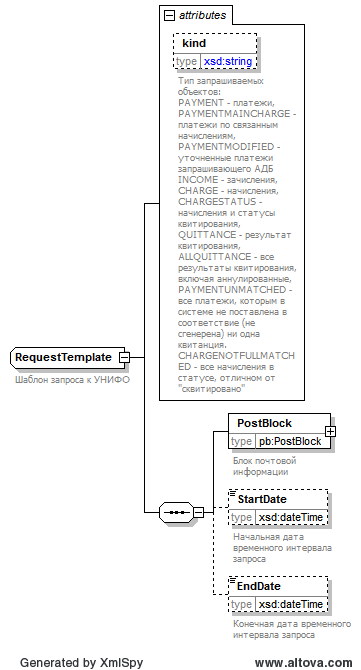 attributes
kind
type xsd:string
Тип запрашиваемых
объектов:
PAYMENT - платежи,
PAYMENTMAINCHARGE -
платежи по связанным
начислениям,
PAYMENTMODIFIED -
уточненные платежи
запрашивающего АДБ
INCOME - зачисления,
CHARGE - начисления,
CHARGESTATUS -
начисления и статусы
квитирования,
QUITTANCE - результат
квитирования,
ALLQUITTANCE - все
результаты квитирования,
включая аннулированные,
PAYMENTUNMATCHED -
все платежи, которым в
системе не поставлена в
соответствие (не
сгенерена) ни одна
квитанция.
CHARGENOTFULLMATCH
ED - все начисления в
статусе, отличном от
"сквитировано"
RequestTemplate
Шаблон запроса к УНИФО
PostBlock
type pb:PostBlock
Блок почтовой
информации
StartDate
type xsd:dateTime
Начальная дата
временного интервала
запроса
EndDate
type xsd:dateTime
Конечная дата временного
интервала запроса
Generated by XmlSpy
www.altova.com